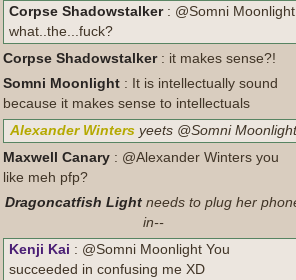 Corpse Shadowstalker : @Somni Moonlight
what..the...fuck?
Corpse Shadowstalker : it makes sense?!
Somni Moonlight : It is intellectually sound
because it makes sense to intellectuals
Alexander Winters yeets @Somni Moonlight
Maxwell Canary : @Alexander Winters you
like meh pfp?
Dragoncatfish Light needs to plug her phone
in--
Kenji Kai : @Somni Moonlight You
succeeded in confusing me XD